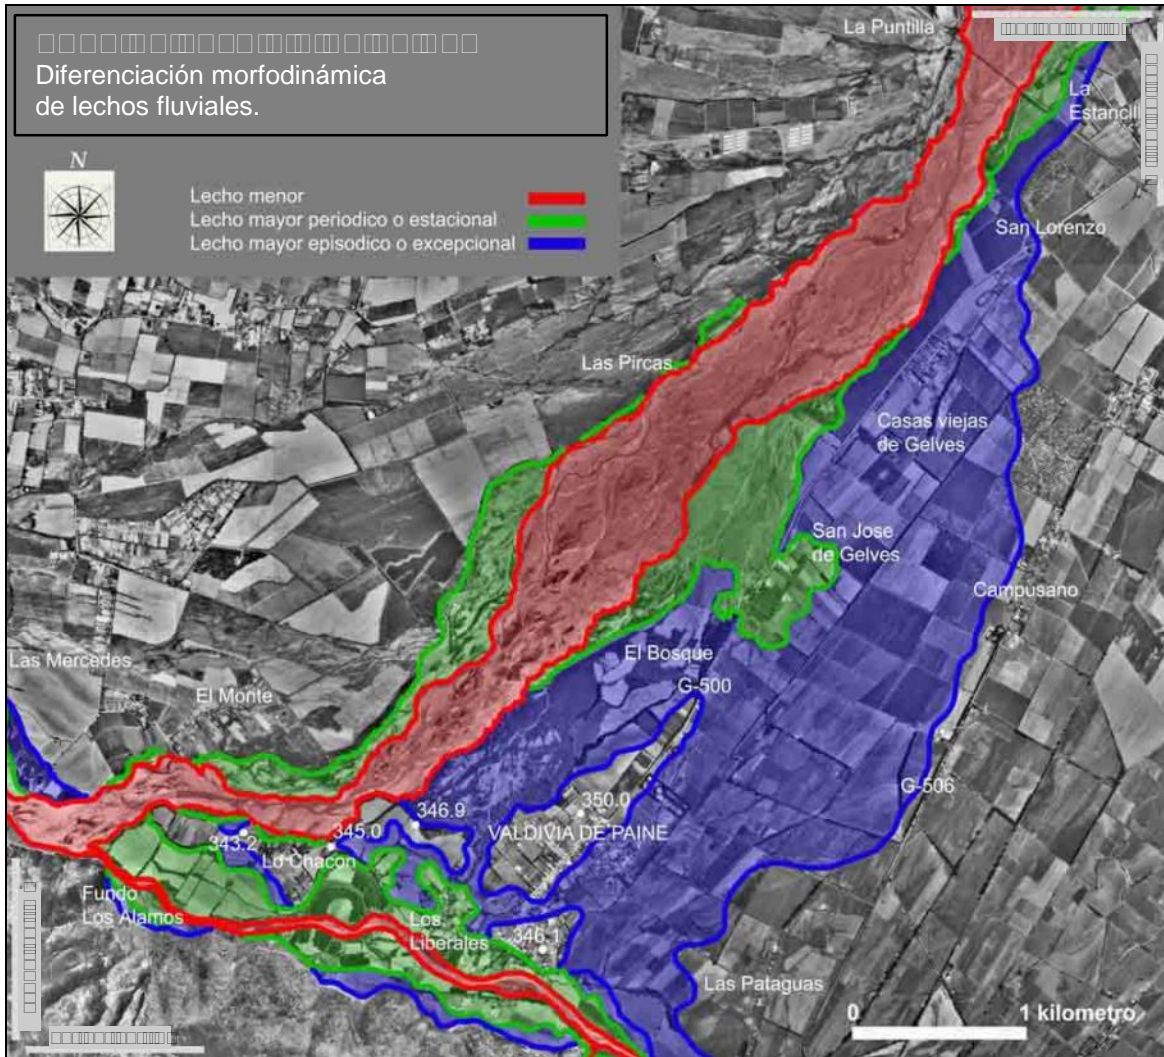 Diferenciación morfodinámica
de lechos fluviales.
N
Lecho menor
Lecho mayor periodico o estacional
Lecho mayor episodico o excepcional
La Puntilla
La
Estancill
San Lorenzo
Las Pircas
Casas viejas
de Gelves
San Jose
de Gelves
Campusano
Las Mercedes
El Monte
El Bosque
G-500
G-506
350.0
346.9
VALDIVIA DE PAINE
345.0
343.2
Lo Chacon
Fundo
Los Alamos
Los
Liberales
346.1
Las Pataguas
0 1 kilometro